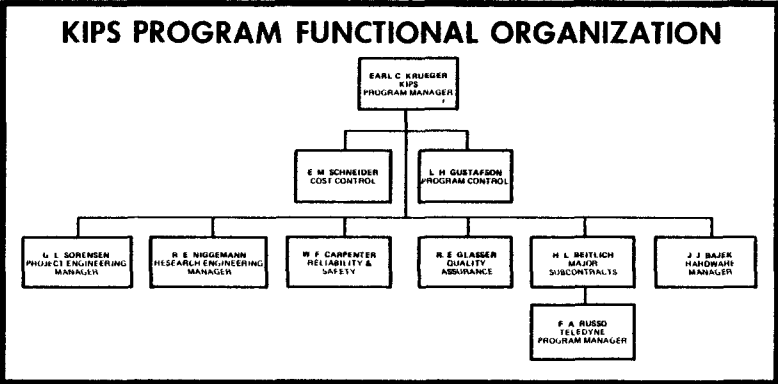 KIPS PROGRAM FUNCTIONAL ORGANIZATION
EARL C KRUEGER
KIPS
PROGRAM MANAGER
E M SCHNEIDER
COST CONTROL
L H GUSTAFSON
PROGRAM CONTROL
G L SORENSEN
PROJECT ENGINEERING
MANAGER
R E NIGGEMANN
RESEARCH ENGINEERING
MANAGER
W F CARPENTER
RELIABILITY &
SAFETY
R. E GLASSER
QUALITY
ASSURANCE
H L BEITLICH
MAJOR
SUBCONTRACTS
J J BAJEK
HARDWARE
MANAGER
F A RUSSO
TELEDYNE
PROGRAM MANAGER